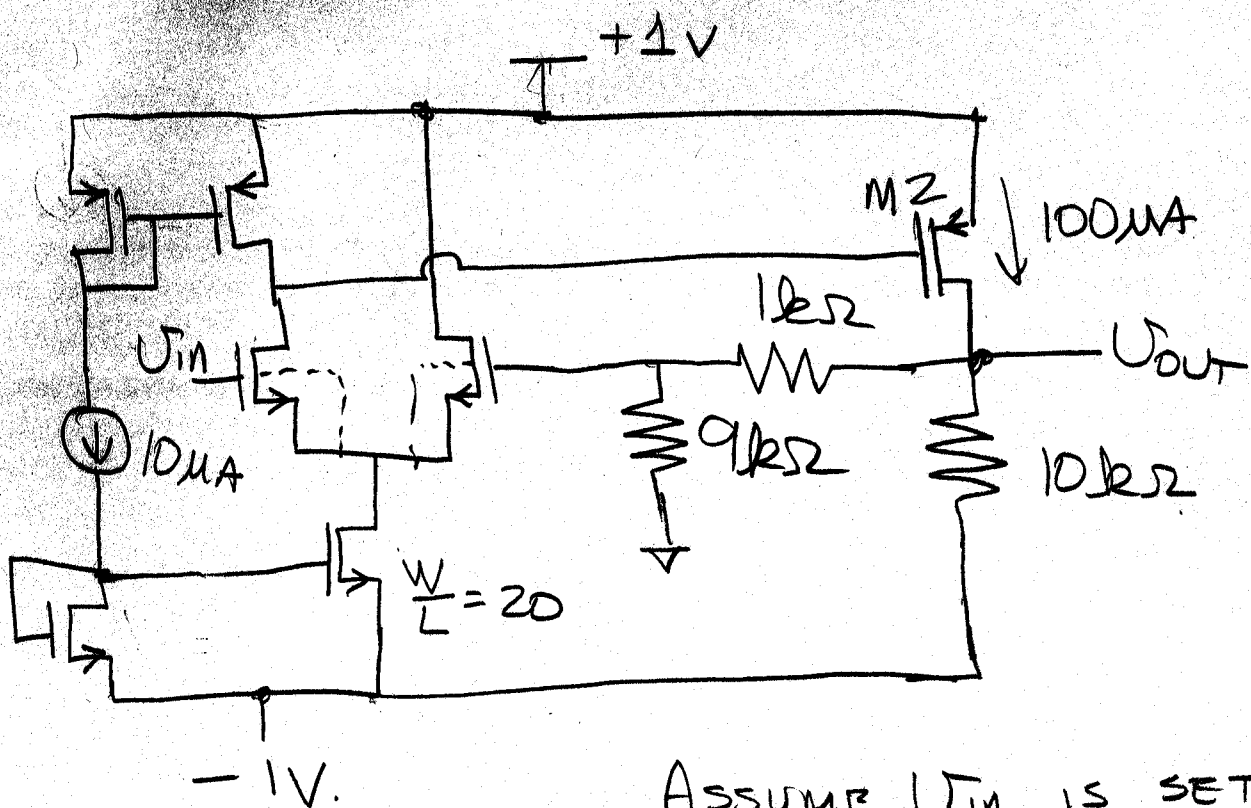 +1V
M2
100μA
1kΩ
Vin
VOUT
10μA
9kΩ
10kΩ
W/L = 20
-1V.
ASSUME Vin IS SET